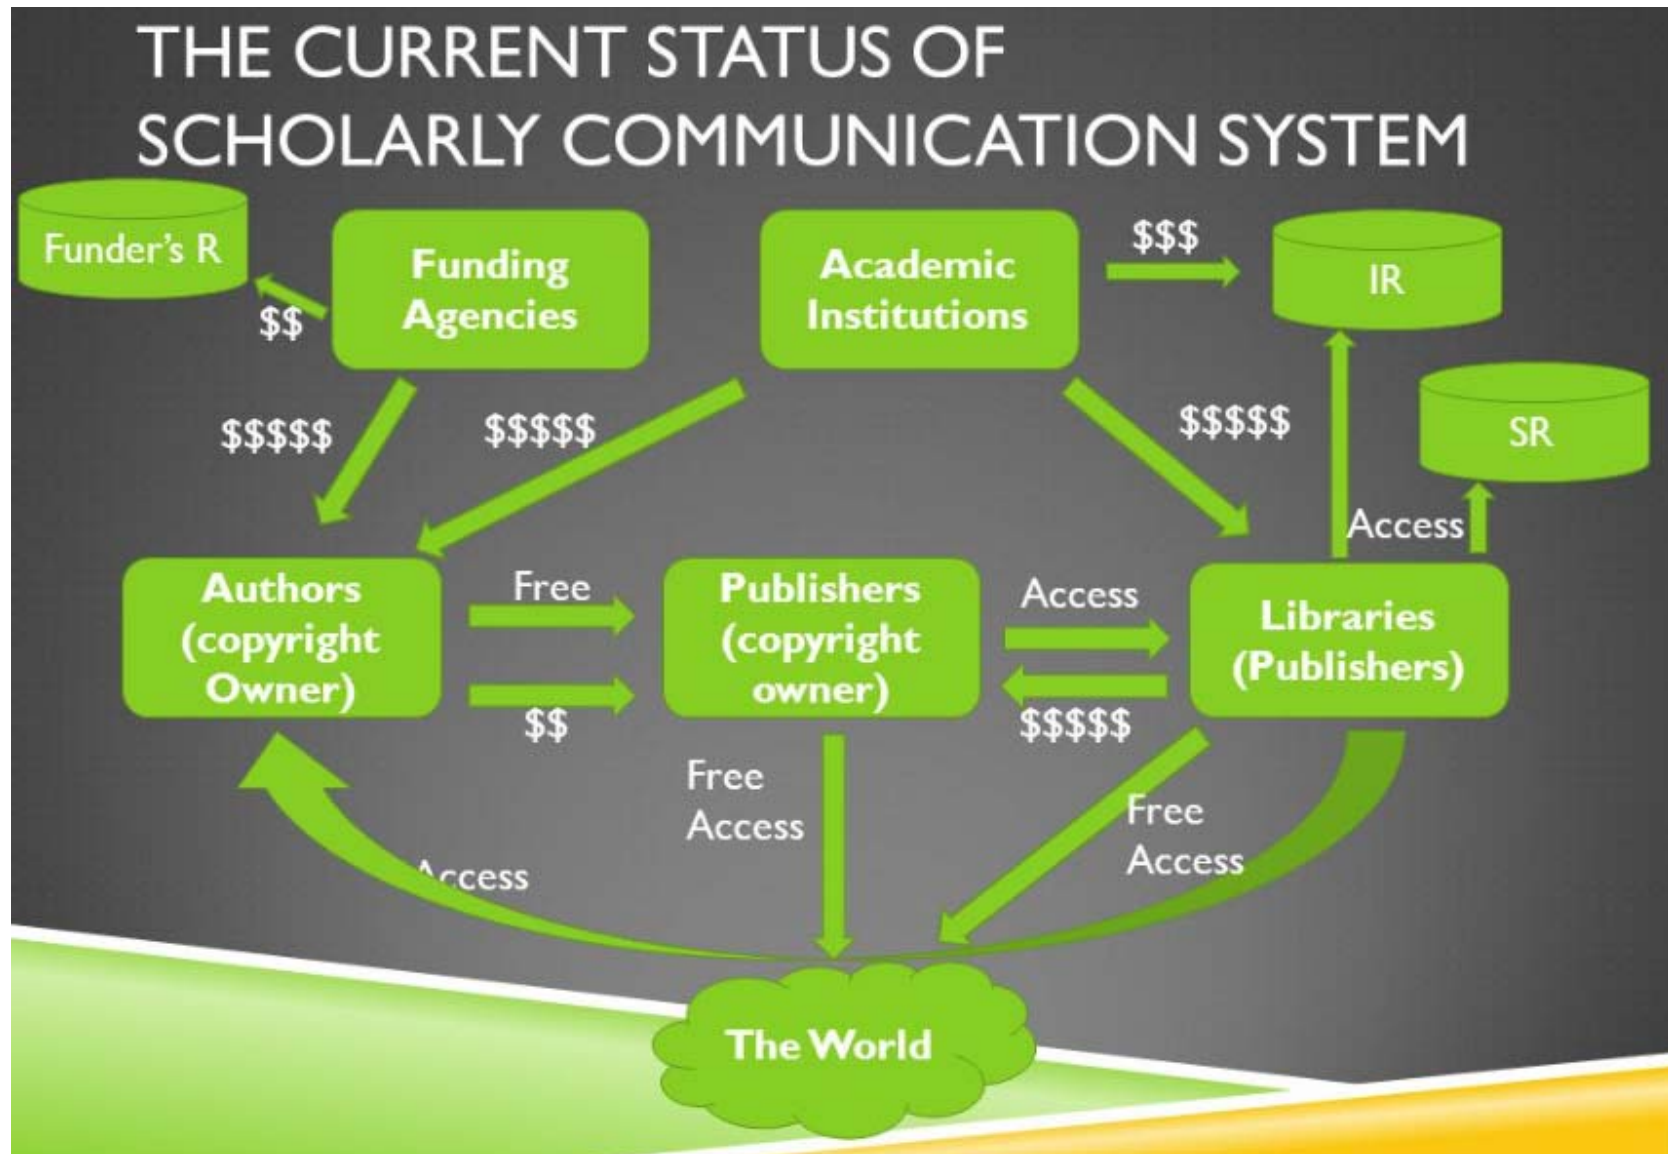 THE CURRENT STATUS OF
SCHOLARLY COMMUNICATION SYSTEM
Funder's R
Funding
Agencies
Academic
Institutions
$$$
IR
$$
SR
$$$$$
$$$$$
$$$$$
Access
Authors
(copyright
Owner)
Free
$$
Publishers
(copyright
owner)
Access
$$$$$
Libraries
(Publishers)
Free
Access
Free
Access
Access
The World